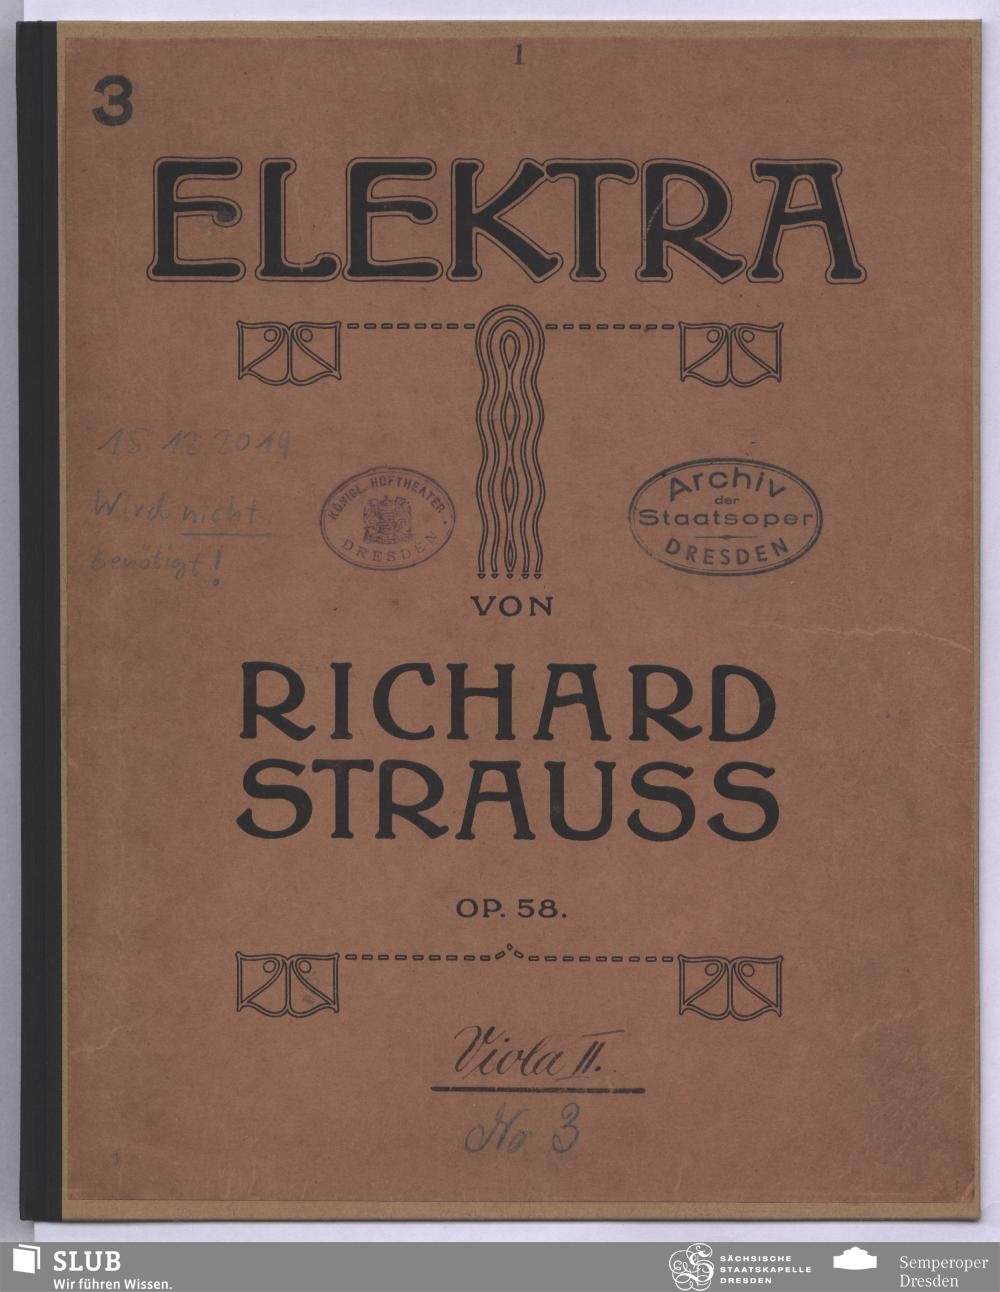 1
3
ELEKTRA
15 12 2019
Wird nicht
benötigt!
KÖNIGL. HOFTHEATER
DRESDEN
Archiv
der
Staatsoper
DRESDEN
VON
RICHARD
STRAUSS
OP. 58.
Viola II.
No 3
SLUB
Wir führen Wissen.
SÄCHSISCHE
STAATSKAPELLE
DRESDEN
Semperoper
Dresden